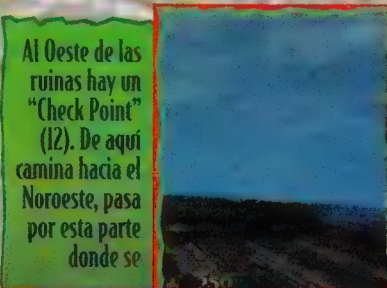 Al Oeste de las
ruinas hay un
"Check Point"
(12). De aquí
camina hacia el
Noroeste, pasa
por esta parte
donde se